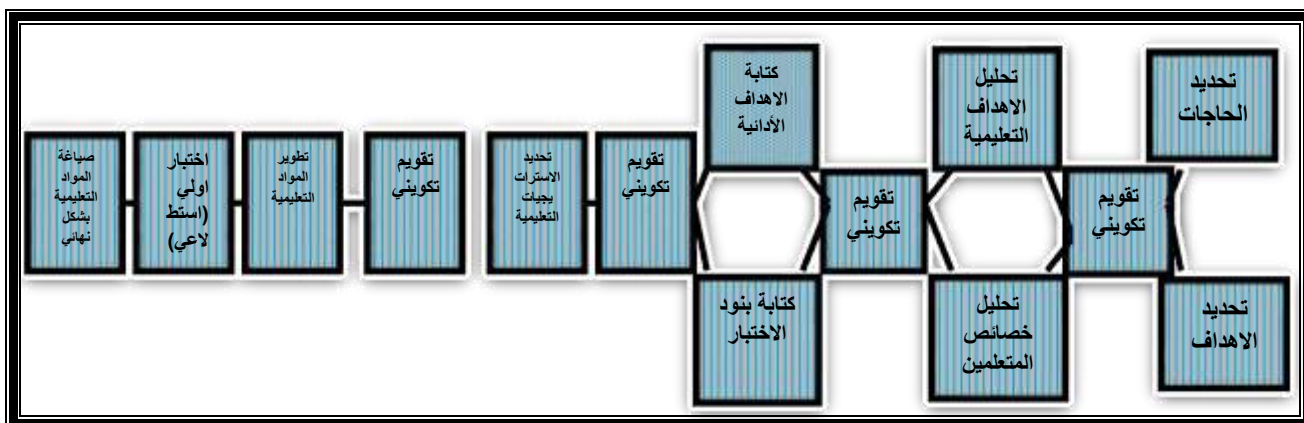 تحديد
الحاجات
تحديد
الاهداف
تقويم
تكويني
تحليل
الاهداف
التعليمية
تحليل
خصائص
المتعلمين
تقويم
تكويني
كتابة
الاهداف
الأدائية
كتابة بنود
الاختبار
تقويم
تكويني
تحديد
الاسترات
يجيات
التعليمية
تقويم
تكويني
تطوير
المواد
التعليمية
اختبار
اولي
(استط
لاعي)
صياغة
المواد
التعليمية
بشكل
نهائي